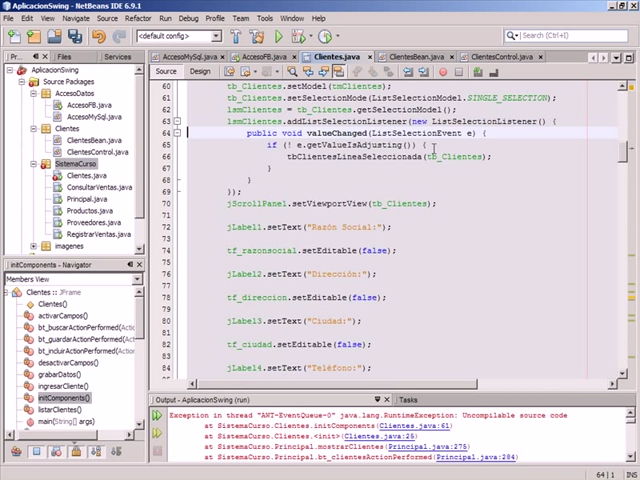 AplicacionSwing - NetBeans IDE 6.9.1
File Edit View Navigate Source Refactor Run Debug Profile Team Tools Window Help
<default config>
Search (Ctrl+I)
Files Services
AccesoMySql.java AccesoFB.java Clientes.java ClientesBean.java ClientesControl.java
AplicacionSwing
Source Packages
AccesoDatos
AccesoFB.java
AccesoMySql.java
Clientes
ClientesBean.java
ClientesControl.java
SistemaCurso
Clientes.java
ConsultarVentas.java
Principal.java
Productos.java
Proveedores.java
RegistrarVentas.java
imagenes
initComponents - Navigator
Members View
Clientes :: JFrame
Clientes()
activarCampos()
bt_buscarActionPerformed(Actio
bt_guardarActionPerformed(Acti
bt_incluirActionPerformed(Action
desactivarCampos()
grabarDatos()
ingresarCliente()
initComponents()
listarClientes()
main(String[] args)
Source Design
60 tb_Clientes.setModel(tmClientes);
61 tb_Clientes.setSelectionMode(ListSelectionModel.SINGLE_SELECTION);
62 lsmClientes = tb_Clientes.getSelectionModel();
63 lsmClientes.addListSelectionListener(new ListSelectionListener() {
64 public void valueChanged(ListSelectionEvent e) {
65 if (! e.getValueIsAdjusting()) {
66 tbClientesLineaSeleccionada(tb_Clientes);
67 }
68 }
69 });
70 jScrollPane1.setViewportView(tb_Clientes);
71
72 jLabel1.setText("Razón Social:");
73
74 tf_razonsocial.setEditable(false);
75
76 jLabel2.setText("Dirección:");
77
78 tf_direccion.setEditable(false);
79
80 jLabel3.setText("Ciudad:");
81
82 tf_ciudad.setEditable(false);
83
84 jLabel4.setText("Teléfono:");
Output - AplicacionSwing (run)
Tasks
Exception in thread "AWT-EventQueue-0" java.lang.RuntimeException: Uncompilable source code
at SistemaCurso.Clientes.initComponents(Clientes.java:61)
at SistemaCurso.Clientes.<init>(Clientes.java:25)
at SistemaCurso.Principal.mostrarClientes(Principal.java:275)
at SistemaCurso.Principal.bt_clientesActionPerformed(Principal.java:284)
64 | 1 INS